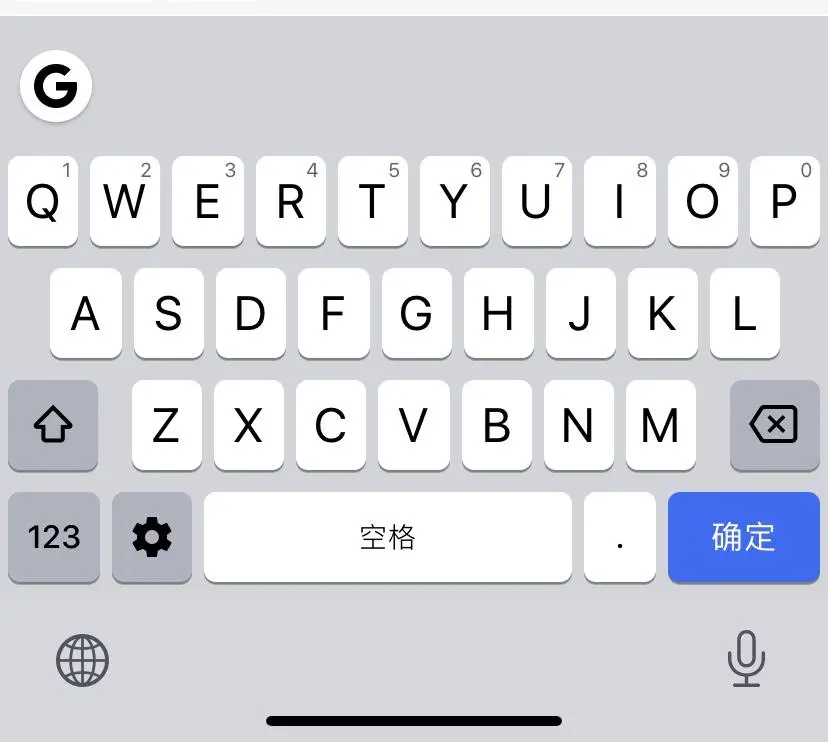 G
1 2 3 4 5 6 7 8 9 0
Q W E R T Y U I O P
A S D F G H J K L
Z X C V B N M
123 空格 . 确定